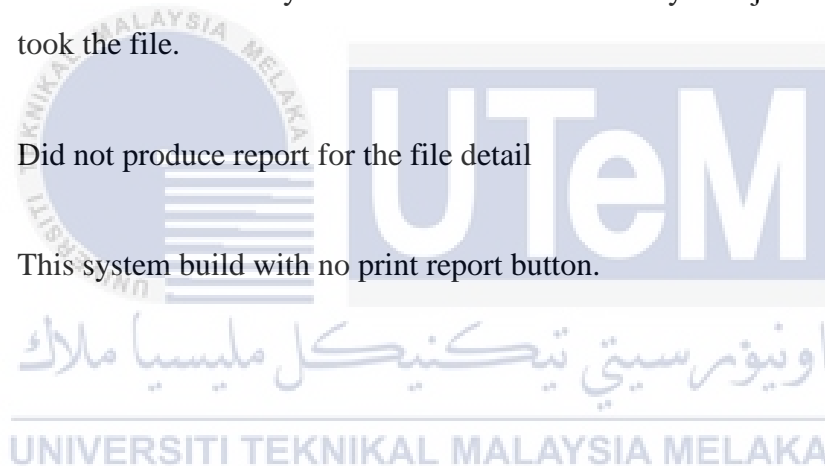 took the file.
Did not produce report for the file detail
This system build with no print report button.
UTeM
اونيۏرسيتي تيكنيكل مليسيا ملاك
UNIVERSITI TEKNIKAL MALAYSIA MELAKA